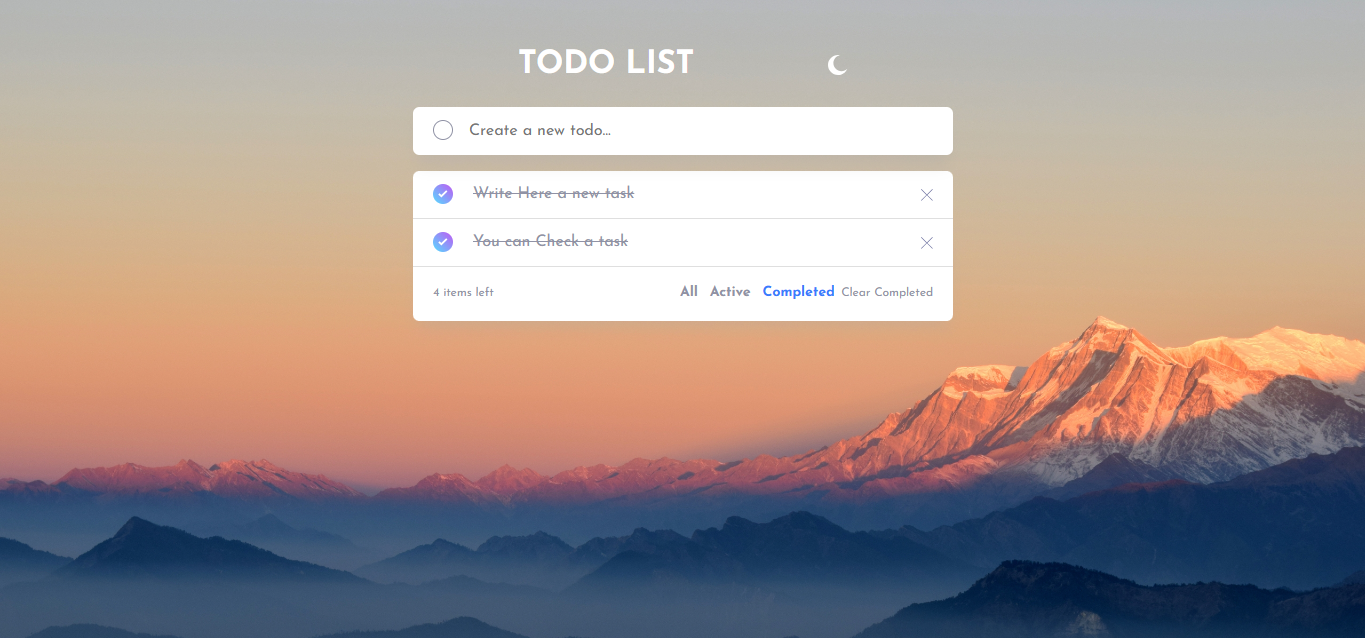 TODO LIST
Create a new todo...
Write Here a new task
You can Check a task
4 items left All Active Completed Clear Completed